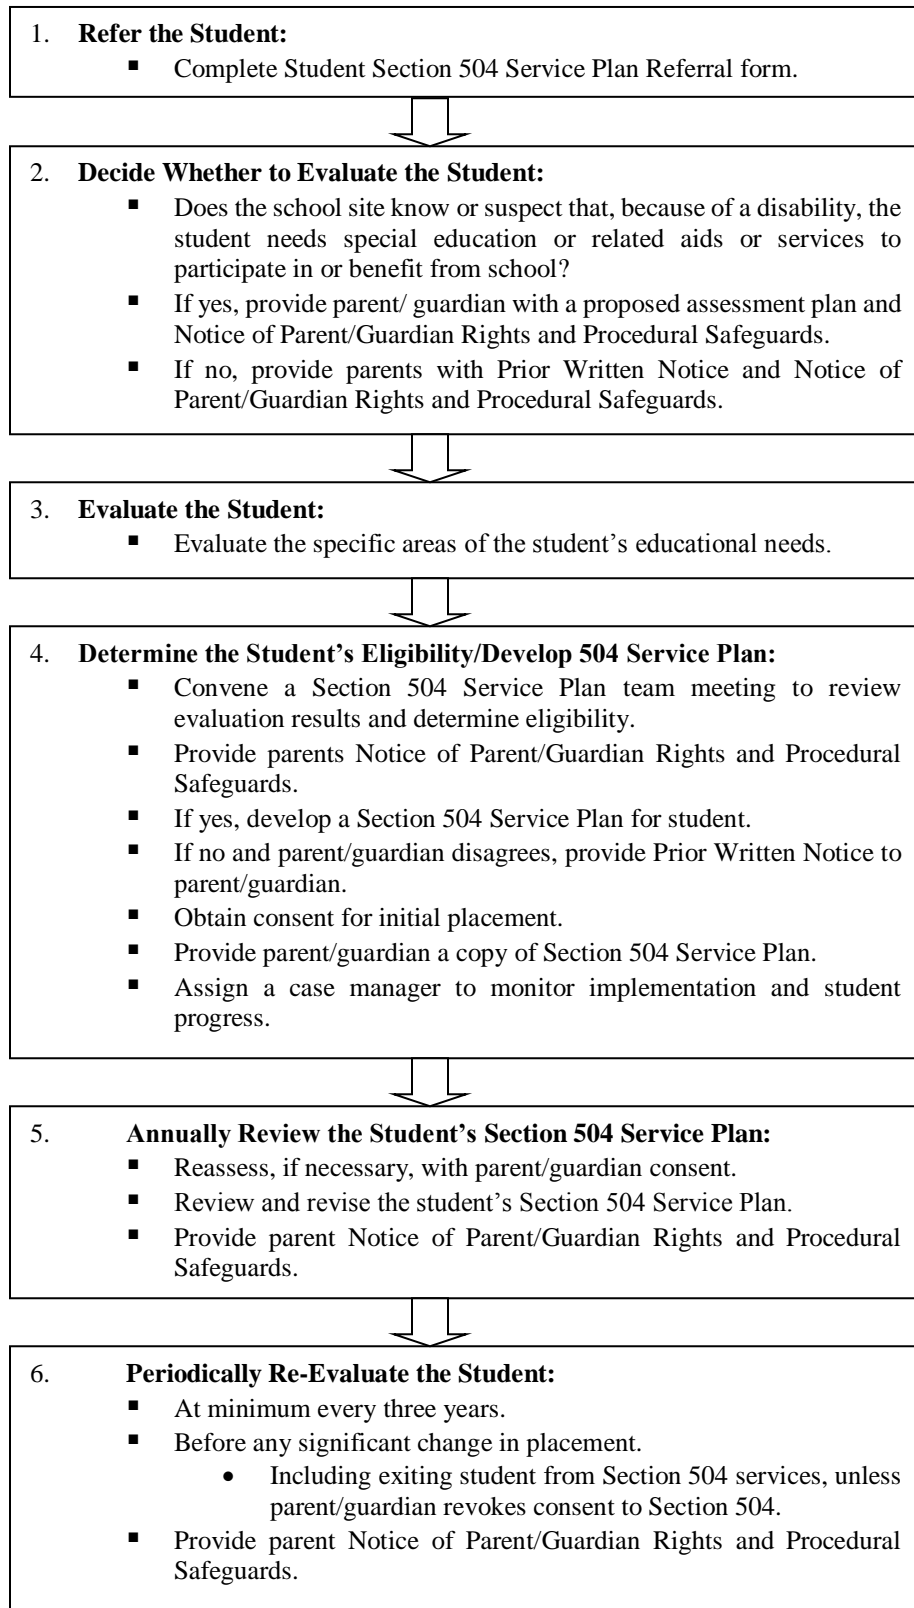 1. Refer the Student:
▪ Complete Student Section 504 Service Plan Referral form.
2. Decide Whether to Evaluate the Student:
▪ Does the school site know or suspect that, because of a disability, the
student needs special education or related aids or services to
participate in or benefit from school?
▪ If yes, provide parent/ guardian with a proposed assessment plan and
Notice of Parent/Guardian Rights and Procedural Safeguards.
▪ If no, provide parents with Prior Written Notice and Notice of
Parent/Guardian Rights and Procedural Safeguards.
3. Evaluate the Student:
▪ Evaluate the specific areas of the student’s educational needs.
4. Determine the Student’s Eligibility/Develop 504 Service Plan:
▪ Convene a Section 504 Service Plan team meeting to review
evaluation results and determine eligibility.
▪ Provide parents Notice of Parent/Guardian Rights and Procedural
Safeguards.
▪ If yes, develop a Section 504 Service Plan for student.
▪ If no and parent/guardian disagrees, provide Prior Written Notice to
parent/guardian.
▪ Obtain consent for initial placement.
▪ Provide parent/guardian a copy of Section 504 Service Plan.
▪ Assign a case manager to monitor implementation and student
progress.
5. Annually Review the Student’s Section 504 Service Plan:
▪ Reassess, if necessary, with parent/guardian consent.
▪ Review and revise the student’s Section 504 Service Plan.
▪ Provide parent Notice of Parent/Guardian Rights and Procedural
Safeguards.
6. Periodically Re-Evaluate the Student:
▪ At minimum every three years.
▪ Before any significant change in placement.
• Including exiting student from Section 504 services, unless
parent/guardian revokes consent to Section 504.
▪ Provide parent Notice of Parent/Guardian Rights and Procedural
Safeguards.